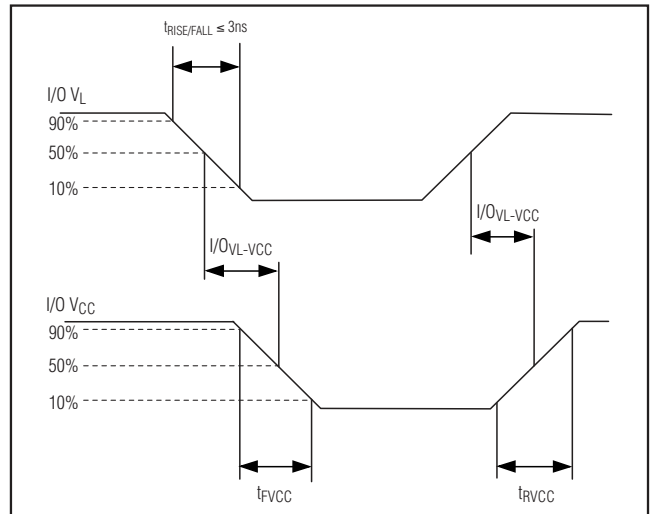 tRISE/FALL ≤ 3ns
I/O VL
90%
50%
10%
I/OVL-VCC
I/OVL-VCC
I/O VCC
90%
50%
10%
tFVCC
tRVCC